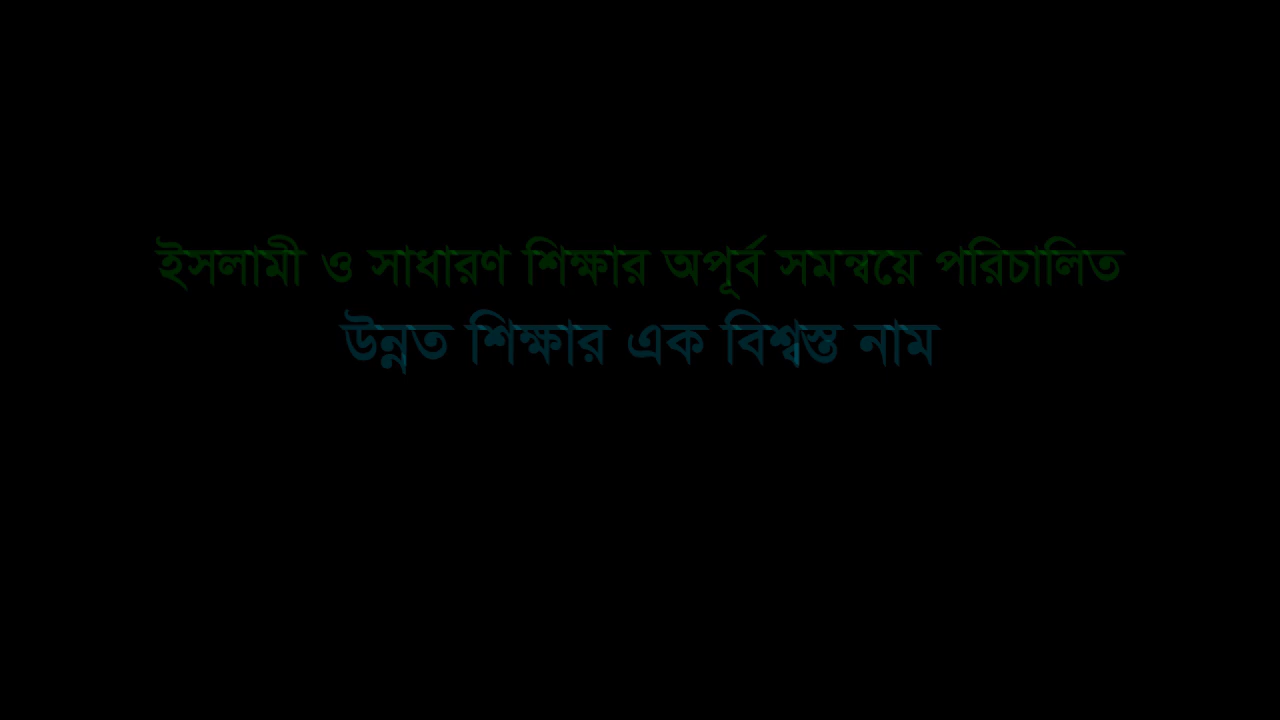 ইসলামী ও সাধারণ শিক্ষার অপূর্ব সমন্বয়ে পরিচালিত
উন্নত শিক্ষার এক বিশ্বস্ত নাম